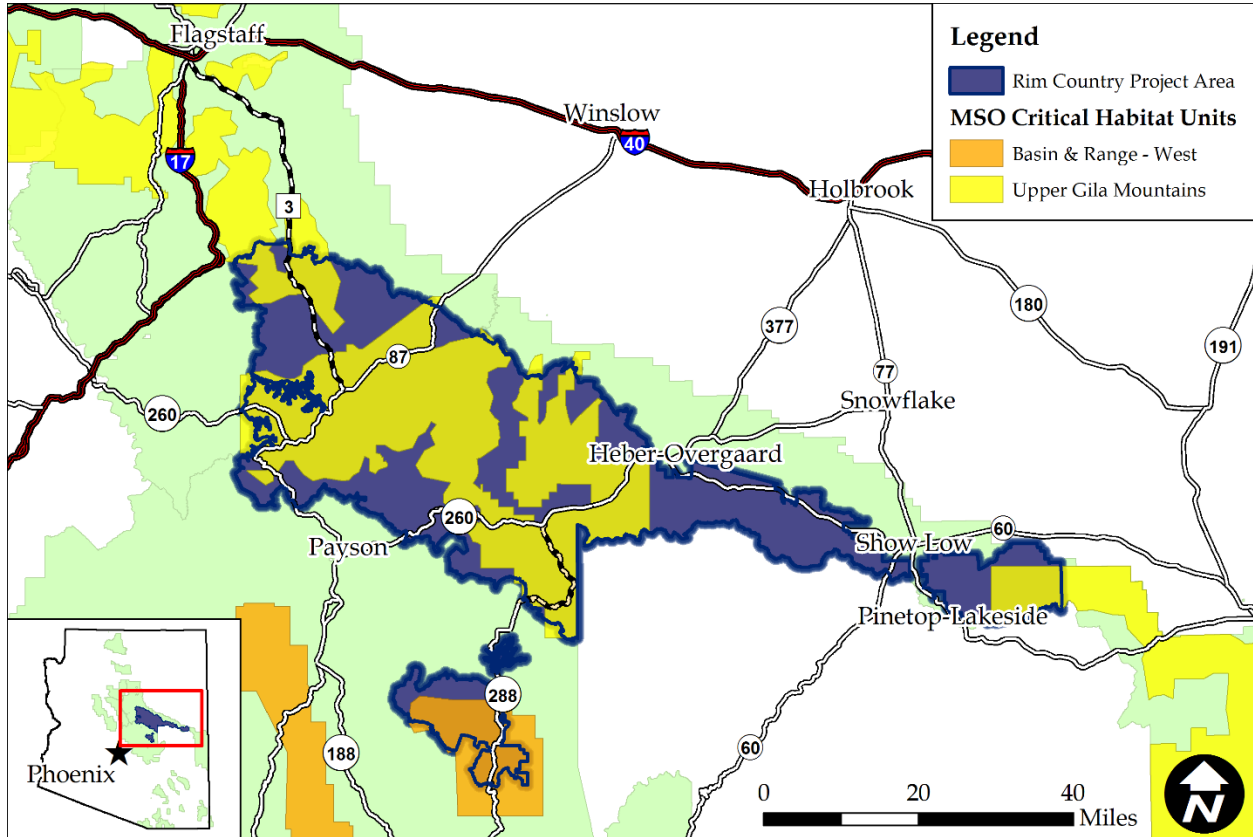 Flagstaff
Legend
Rim Country Project Area
Winslow
MSO Critical Habitat Units
40
17
Basin & Range - West
Holbrook
Upper Gila Mountains
3
180
377
191
87
77
260
Snowflake
Heber-Overgaard
260
60
Payson
Show Low
Pinetop-Lakeside
288
188
60
Phoenix
0 20 40
Miles
N